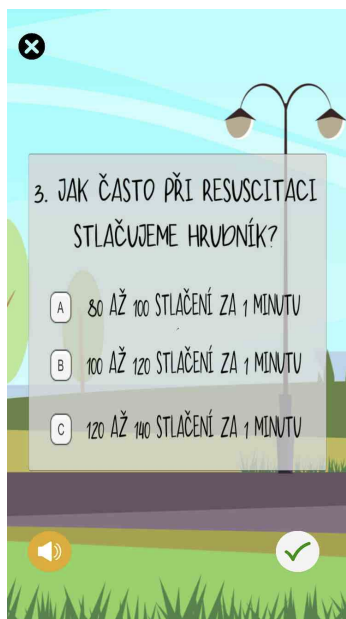 3. JAK ČASTO PŘI RESUSCITACI
STLAČUJEME HRUDNÍK?
A 80 AŽ 100 STLAČENÍ ZA 1 MINUTU
B 100 AŽ 120 STLAČENÍ ZA 1 MINUTU
C 120 AŽ 140 STLAČENÍ ZA 1 MINUTU